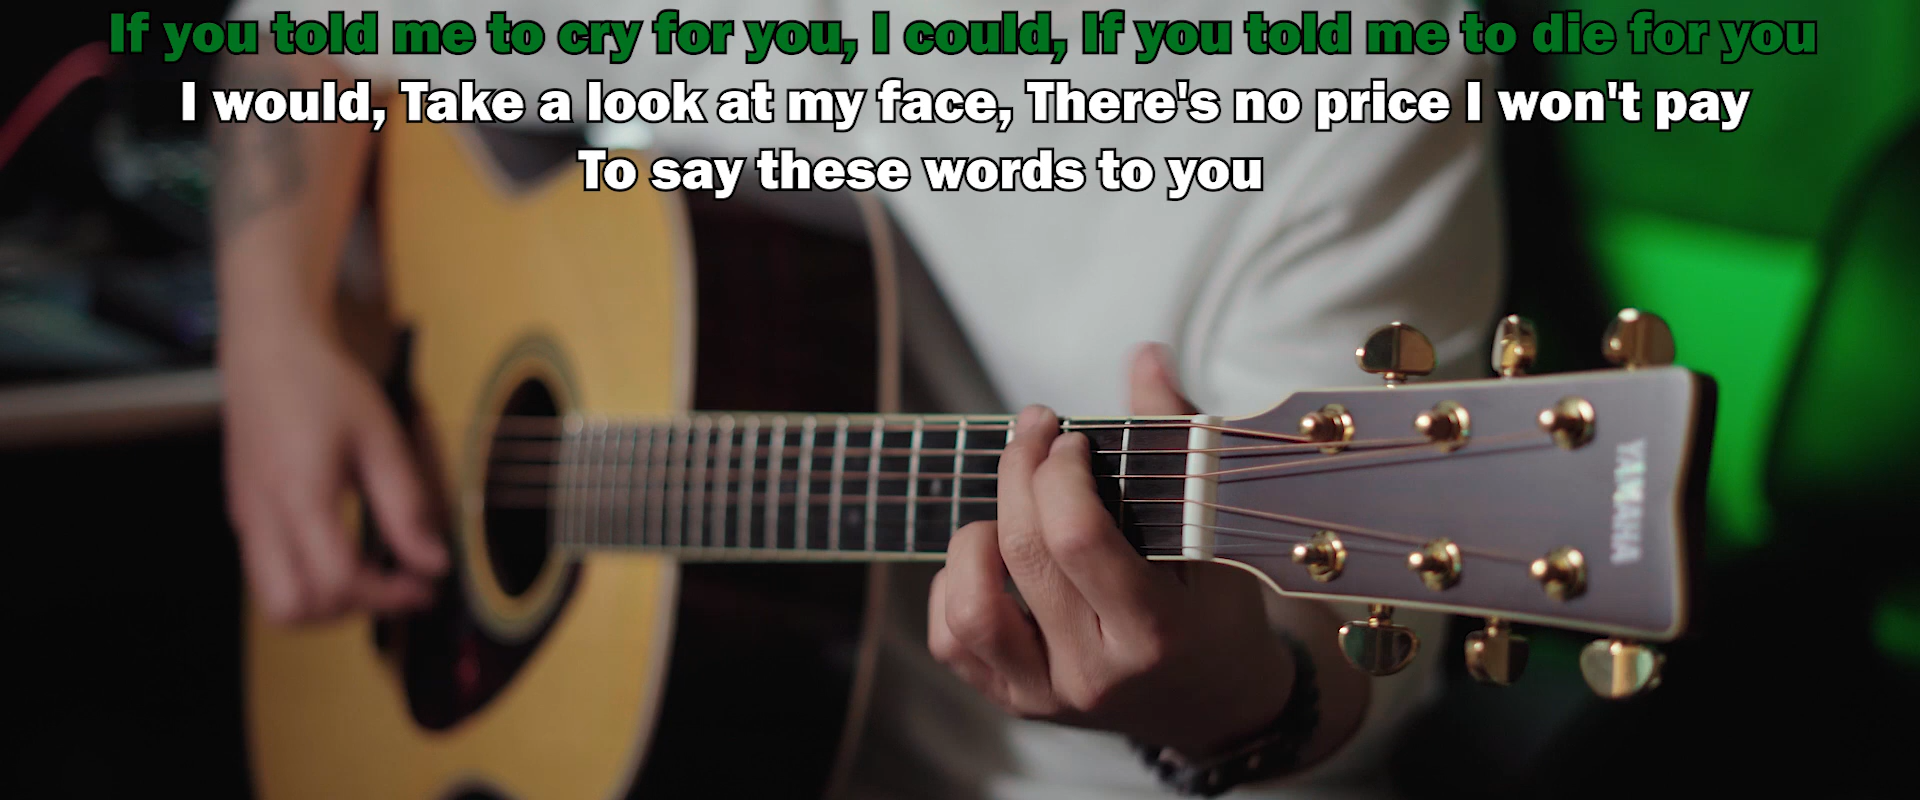 If you told me to cry for you, I could, If you told me to die for you
I would, Take a look at my face, There's no price I won't pay
To say these words to you
YAMAHA